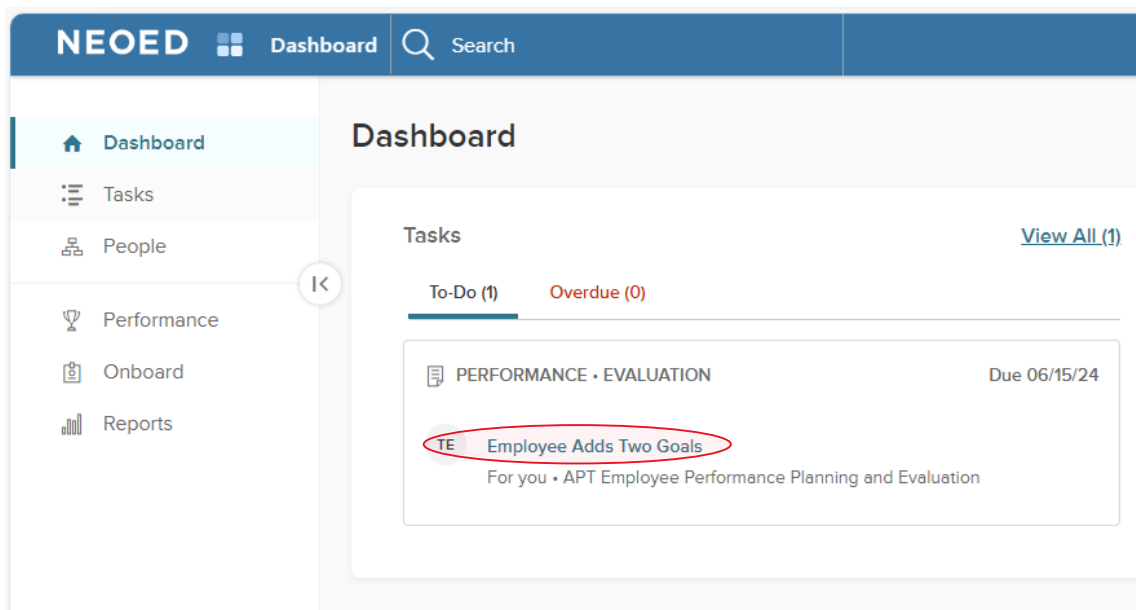 NEOED Dashboard Search
Dashboard
Tasks
People
Performance
Onboard
Reports
Dashboard
Tasks View All (1)
To-Do (1) Overdue (0)
PERFORMANCE • EVALUATION Due 06/15/24
TE Employee Adds Two Goals
For you • APT Employee Performance Planning and Evaluation